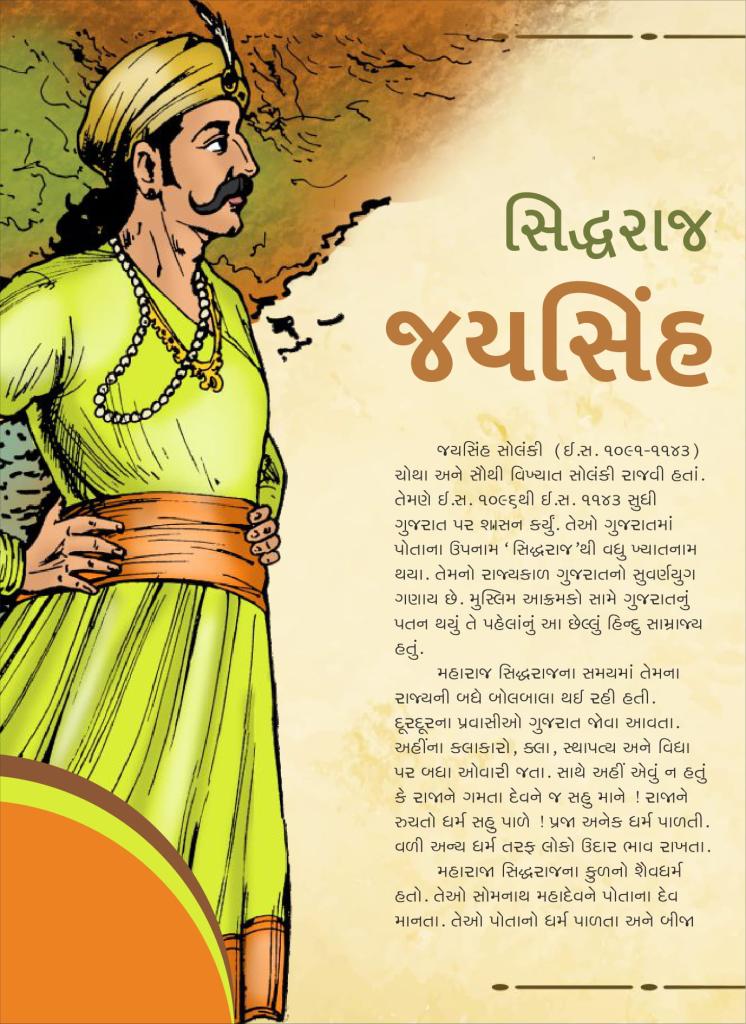 સિદ્ધરાજ
જયસિંહ
જયસિંહ સોલંકી (ઈ.સ. ૧૦૯૧-૧૧૪૩)
ચોથા અને સૌથી વિખ્યાત સોલંકી રાજવી હતાં.
તેમણે ઈ.સ. ૧૦૯૬થી ઈ.સ. ૧૧૪૩ સુધી
ગુજરાત પર શાસન કર્યું. તેઓ ગુજરાતમાં
પોતાના ઉપનામ ‘સિદ્ધરાજ’થી વધુ ખ્યાતનામ
થયા. તેમનો રાજ્યકાળ ગુજરાતનો સુવર્ણયુગ
ગણાય છે. મુસ્લિમ આક્રમકો સામે ગુજરાતનું
પતન થયું તે પહેલાંનું આ છેલ્લું હિન્દુ સામ્રાજ્ય
હતું.
મહારાજ સિદ્ધરાજના સમયમાં તેમના
રાજ્યની બધે બોલબાલા થઈ રહી હતી.
દૂરદૂરના પ્રવાસીઓ ગુજરાત જોવા આવતા.
અહીંના કલાકારો, ક્લા, સ્થાપત્ય અને વિદ્યા
પર બધા ઓવારી જતા. સાથે અહીં એવું ન હતું
કે રાજાને ગમતા દેવને જ સહુ માને ! રાજાને
રુચતો ધર્મ સહુ પાળે ! પ્રજા અનેક ધર્મ પાળતી.
વળી અન્ય ધર્મ તરફ લોકો ઉદાર ભાવ રાખતા.
મહારાજા સિદ્ધરાજના કુળનો શૈવધર્મ
હતો. તેઓ સોમનાથ મહાદેવને પોતાના દેવ
માનતા. તેઓ પોતાનો ધર્મ પાળતા અને બીજા